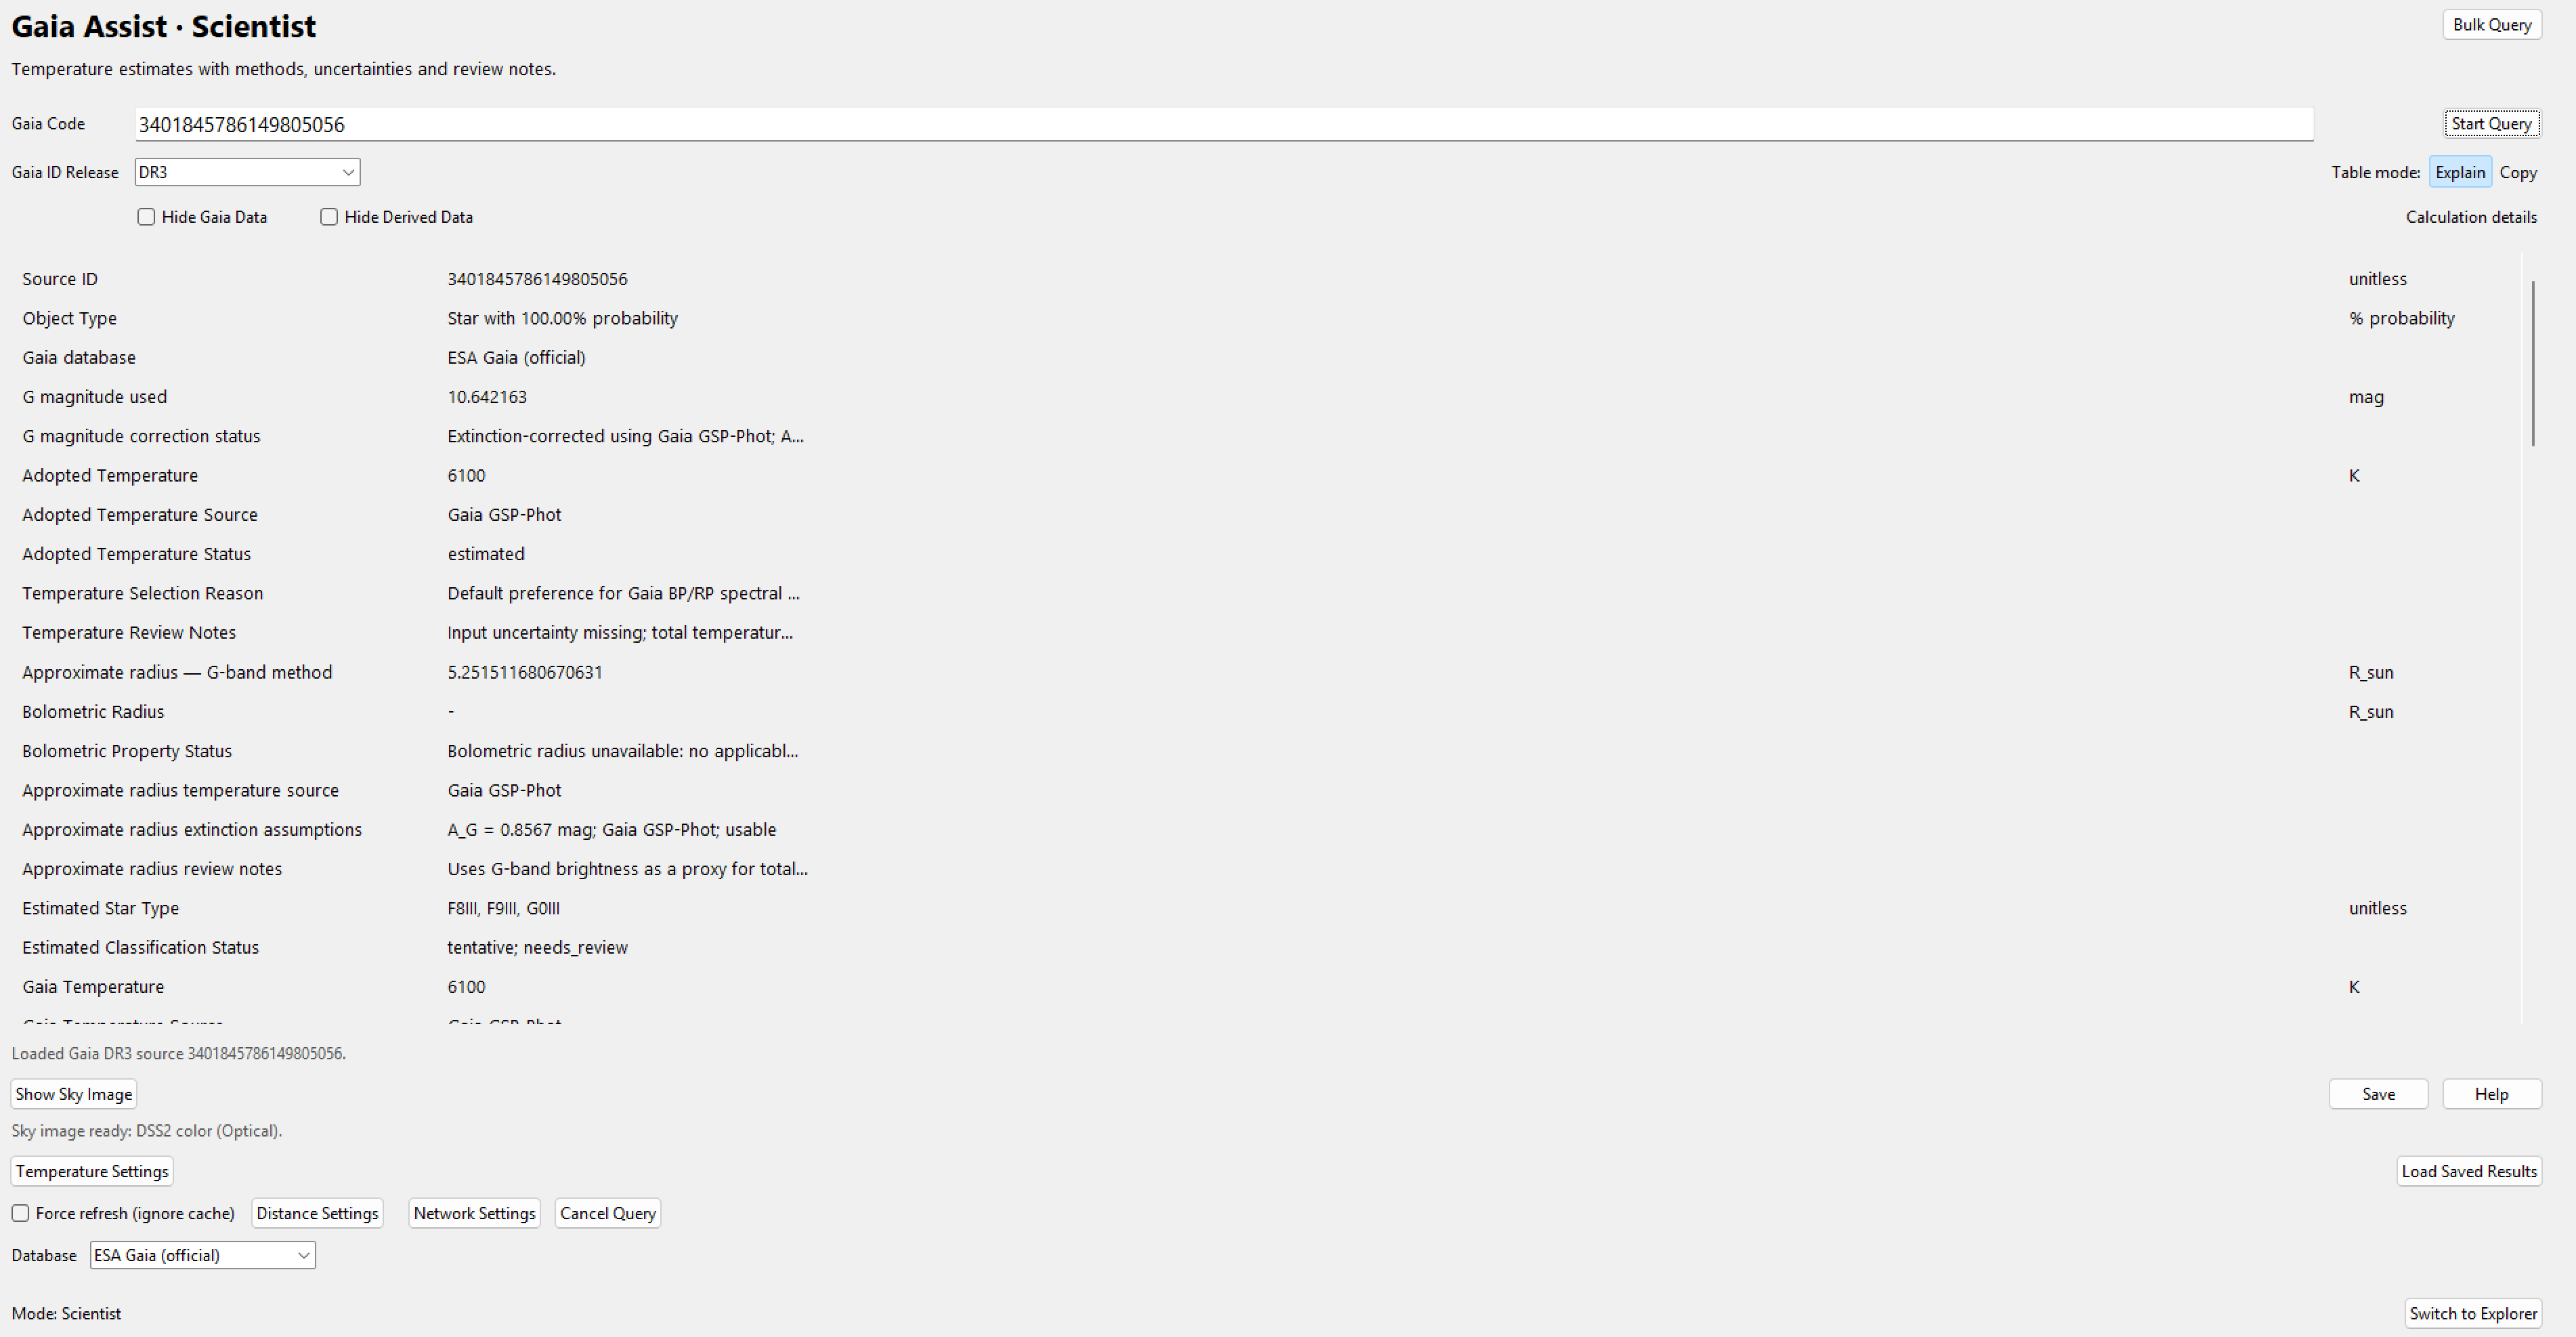 Gaia Assist · Scientist
Bulk Query
Temperature estimates with methods, uncertainties and review notes.
Gaia Code 3401845786149805056 Start Query
Gaia ID Release DR3 Table mode: Explain Copy
Hide Gaia Data Hide Derived Data Calculation details
Source ID 3401845786149805056 unitless
Object Type Star with 100.00% probability % probability
Gaia database ESA Gaia (official)
G magnitude used 10.642163 mag
G magnitude correction status Extinction-corrected using Gaia GSP-Phot; A...
Adopted Temperature 6100 K
Adopted Temperature Source Gaia GSP-Phot
Adopted Temperature Status estimated
Temperature Selection Reason Default preference for Gaia BP/RP spectral ...
Temperature Review Notes Input uncertainty missing; total temperatur...
Approximate radius — G-band method 5.251511680670631 R_sun
Bolometric Radius - R_sun
Bolometric Property Status Bolometric radius unavailable: no applicabl...
Approximate radius temperature source Gaia GSP-Phot
Approximate radius extinction assumptions A_G = 0.8567 mag; Gaia GSP-Phot; usable
Approximate radius review notes Uses G-band brightness as a proxy for total...
Estimated Star Type F8III, F9III, G0III unitless
Estimated Classification Status tentative; needs_review
Gaia Temperature 6100 K
Gaia Temperature Source Gaia GSP-Phot
Loaded Gaia DR3 source 3401845786149805056.
Show Sky Image Save Help
Sky image ready: DSS2 color (Optical).
Temperature Settings Load Saved Results
Force refresh (ignore cache) Distance Settings Network Settings Cancel Query
Database ESA Gaia (official)
Mode: Scientist Switch to Explorer